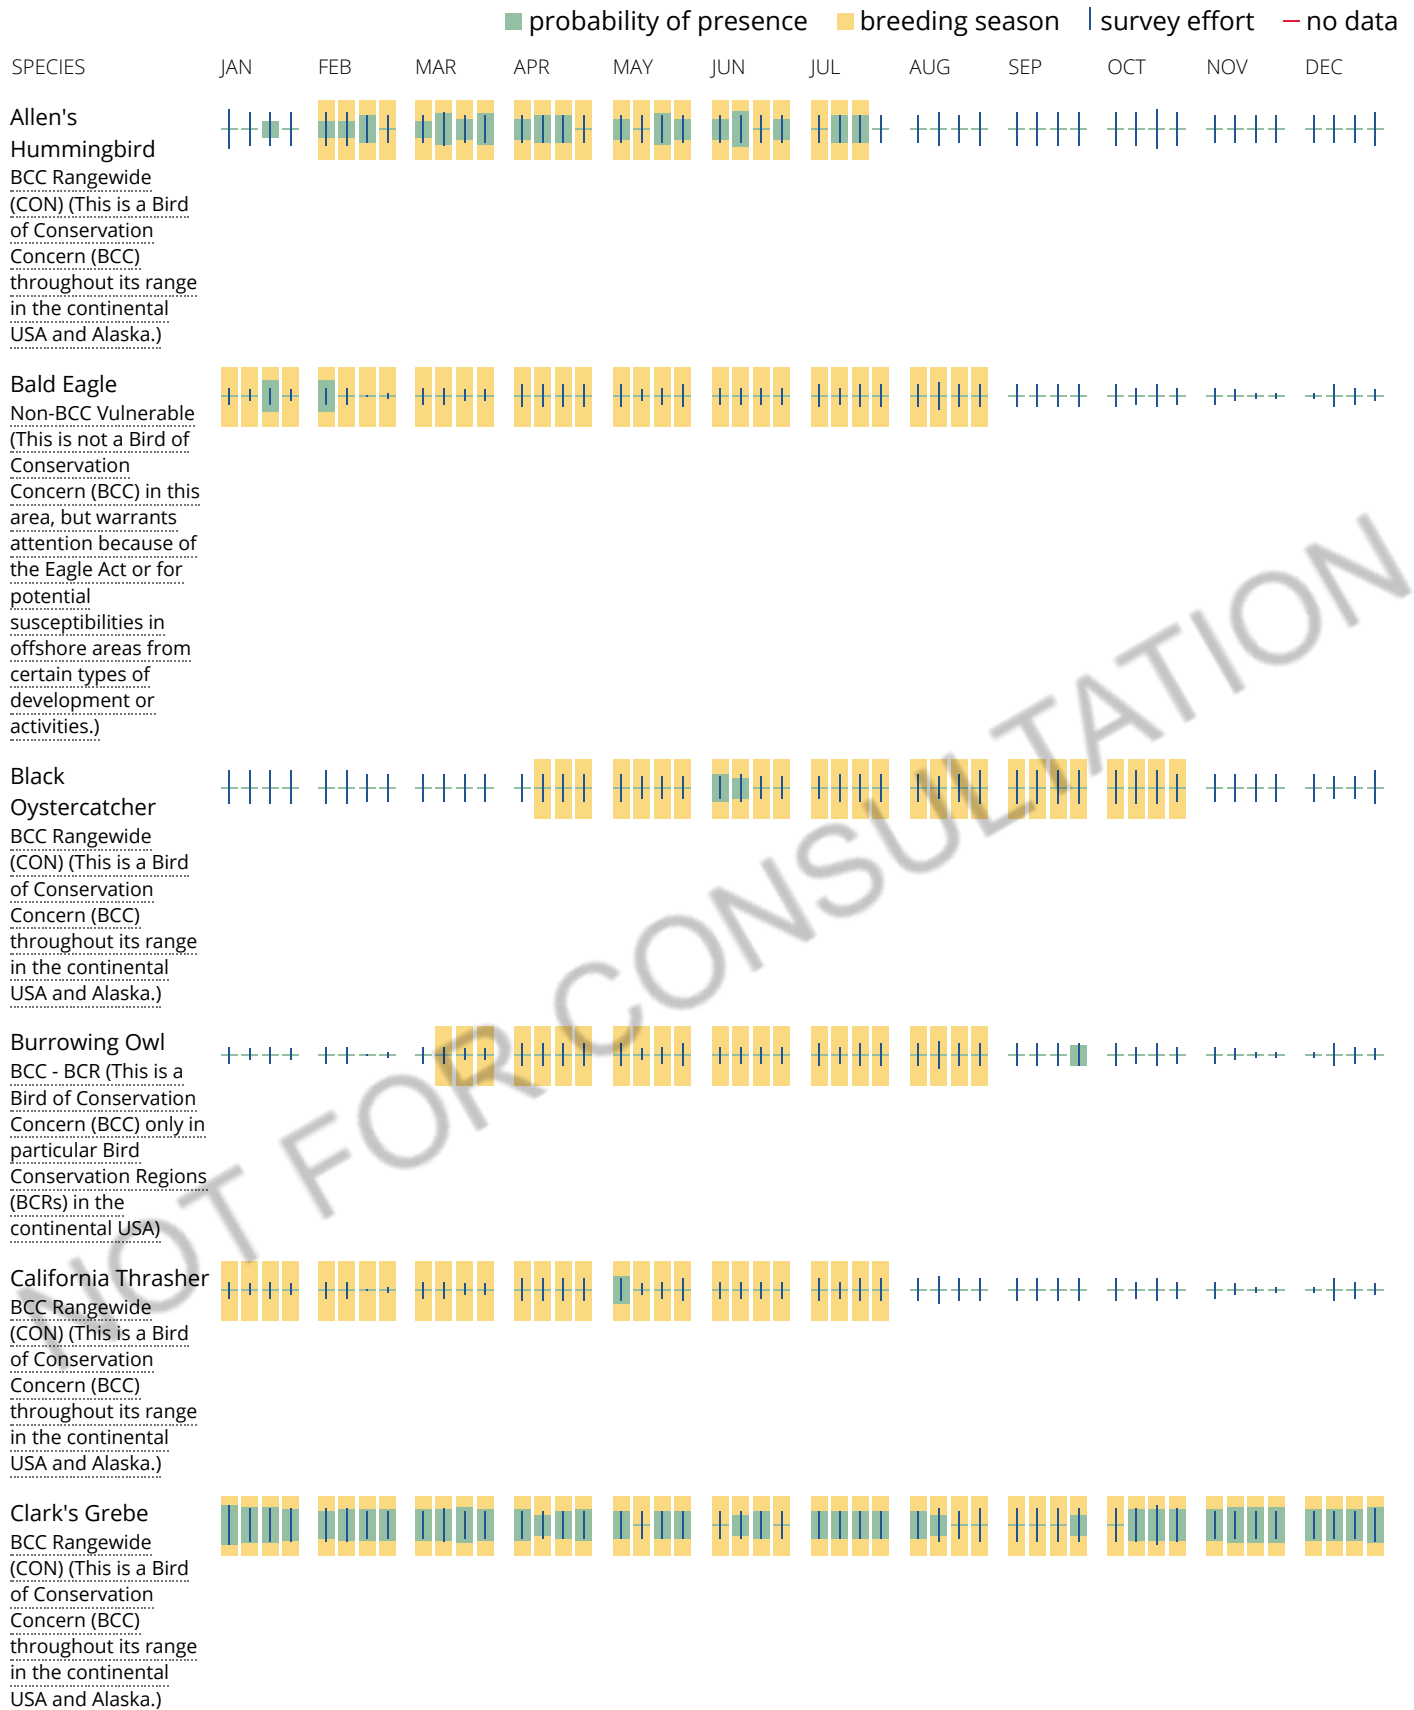 probability of presence breeding season survey effort no data
SPECIES JAN FEB MAR APR MAY JUN JUL AUG SEP OCT NOV DEC
Allen's
Hummingbird
BCC Rangewide
(CON) (This is a Bird
of Conservation
Concern (BCC)
throughout its range
in the continental
USA and Alaska.)
Bald Eagle
Non-BCC Vulnerable
(This is not a Bird of
Conservation
Concern (BCC) in this
area, but warrants
attention because of
the Eagle Act or for
potential
susceptibilities in
offshore areas from
certain types of
development or
activities.)
Black
Oystercatcher
BCC Rangewide
(CON) (This is a Bird
of Conservation
Concern (BCC)
throughout its range
in the continental
USA and Alaska.)
Burrowing Owl
BCC - BCR (This is a
Bird of Conservation
Concern (BCC) only in
particular Bird
Conservation Regions
(BCRs) in the
continental USA)
California Thrasher
BCC Rangewide
(CON) (This is a Bird
of Conservation
Concern (BCC)
throughout its range
in the continental
USA and Alaska.)
Clark's Grebe
BCC Rangewide
(CON) (This is a Bird
of Conservation
Concern (BCC)
throughout its range
in the continental
USA and Alaska.)
NOT FOR CONSULTATION